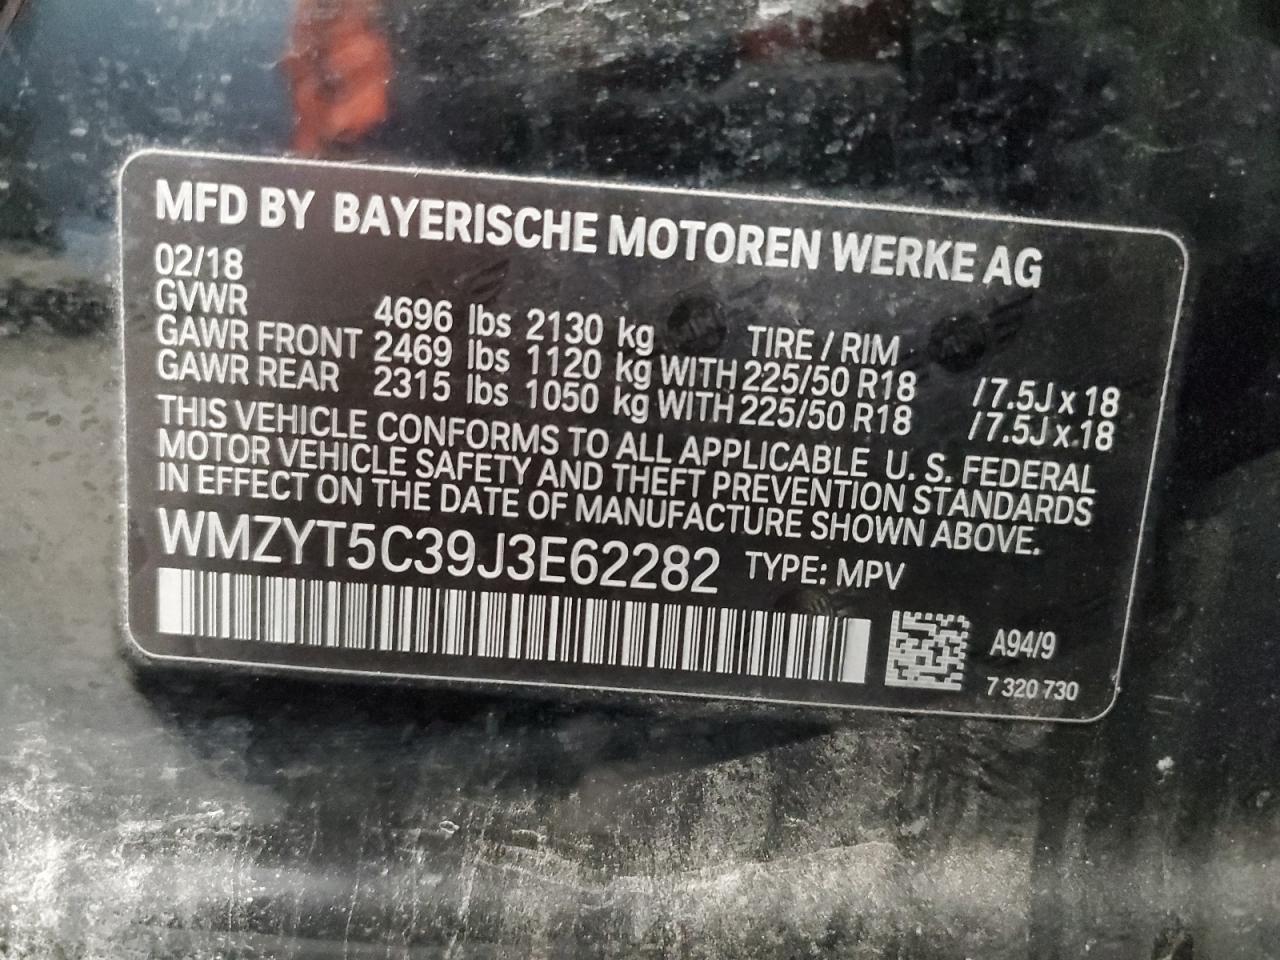 MFD BY BAYERISCHE MOTOREN WERKE AG
02/18
GVWR 4696 lbs 2130 kg TIRE / RIM
GAWR FRONT 2469 lbs 1120 kg WITH 225/50 R18 /7.5J x 18
GAWR REAR 2315 lbs 1050 kg WITH 225/50 R18 /7.5J x 18
THIS VEHICLE CONFORMS TO ALL APPLICABLE U. S. FEDERAL
MOTOR VEHICLE SAFETY AND THEFT PREVENTION STANDARDS
IN EFFECT ON THE DATE OF MANUFACTURE SHOWN ABOVE.
WMZYT5C39J3E62282 TYPE: MPV
A94/9
7 320 730